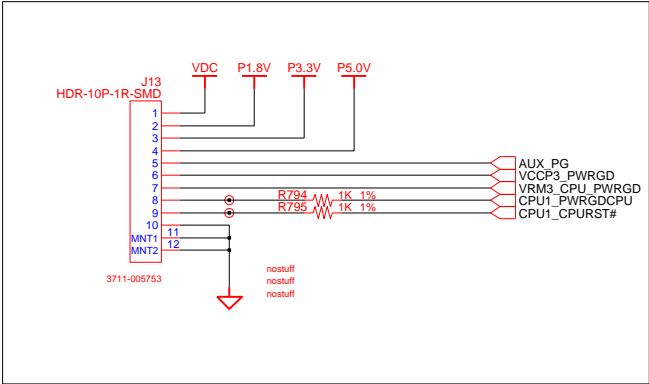 VDC P1.8V P3.3V P5.0V
J13
HDR-10P-1R-SMD
1
2
3
4
5 AUX_PG
6 VCCP3_PWRGD
7 VRM3_CPU_PWRGD
8 R794 1K 1% CPU1_PWRGDCPU
9 R795 1K 1% CPU1_CPURST#
10
MNT1 11
MNT2 12
3711-005753
nostuff
nostuff
nostuff